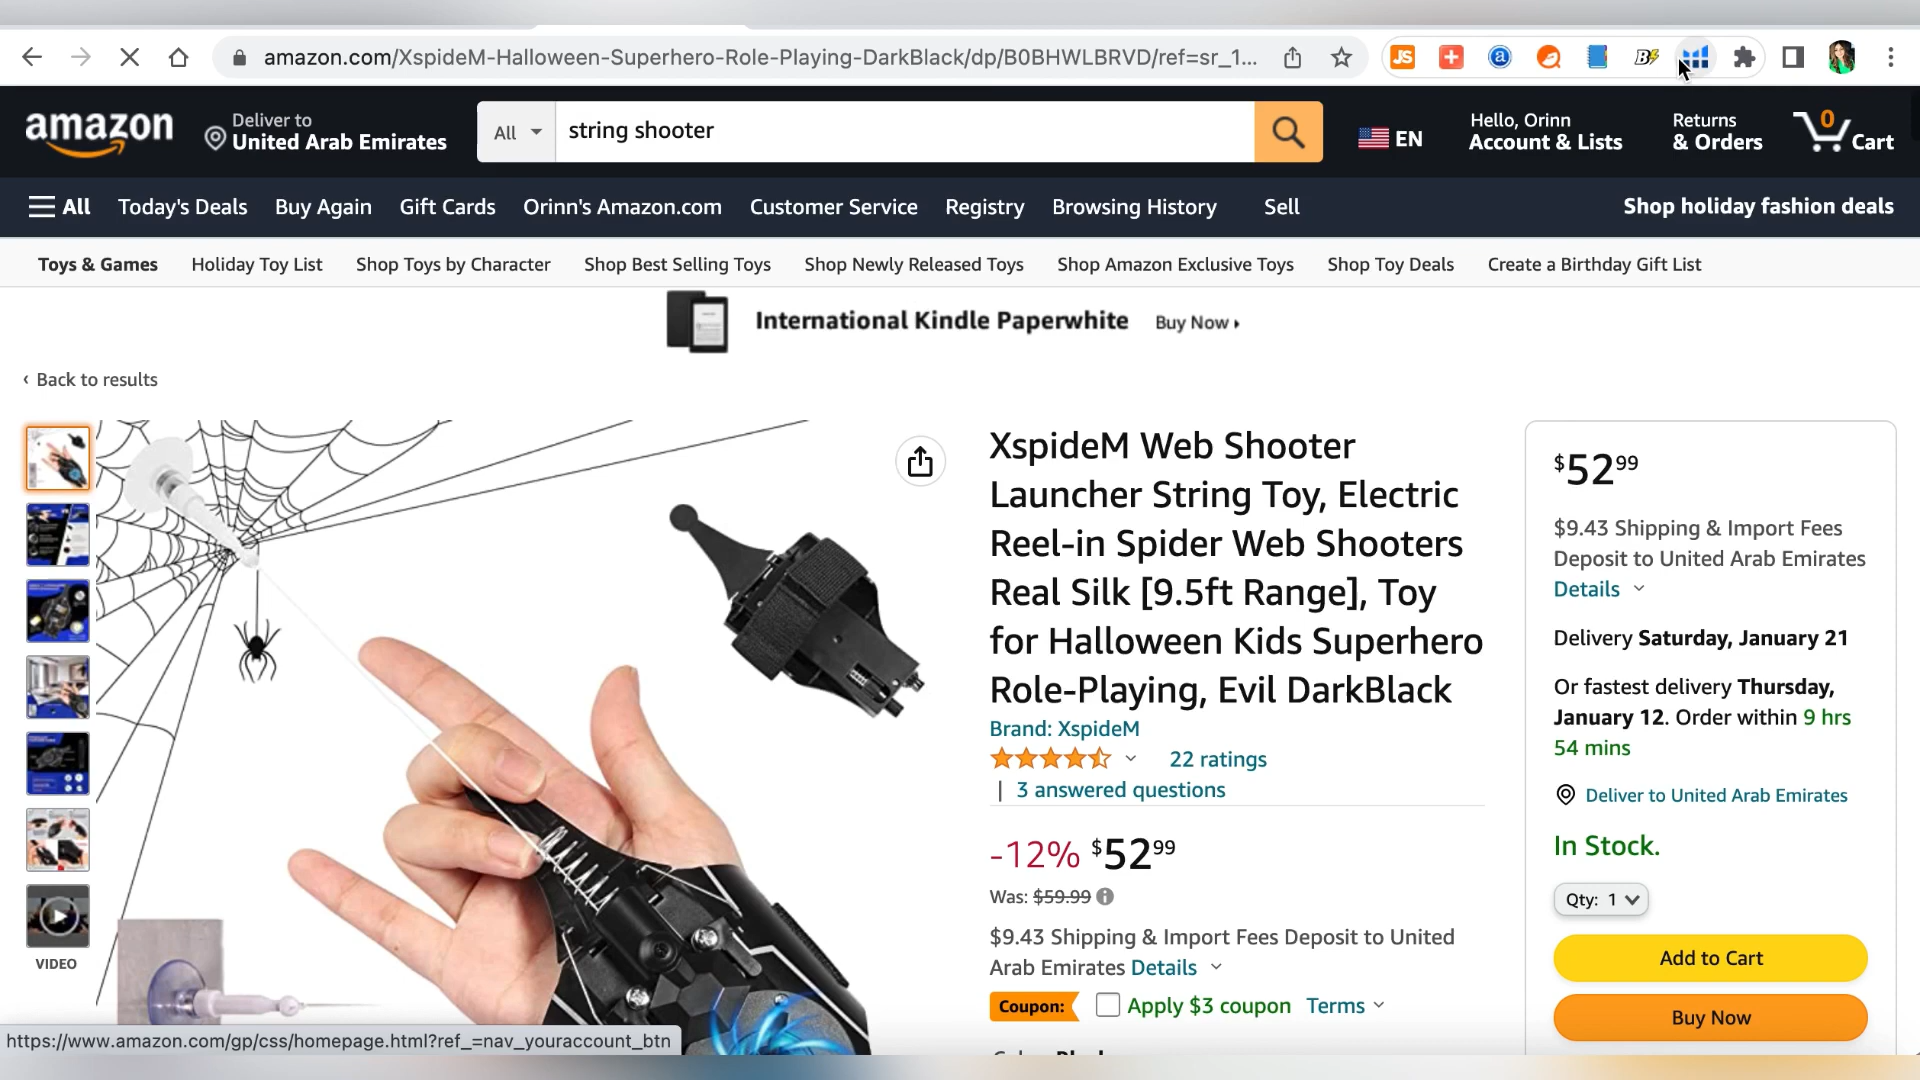 amazon.com/XspideM-Halloween-Superhero-Role-Playing-DarkBlack/dp/B0BHWLBRVD/ref=sr_1...
JS
a
B
amazon
Deliver to
United Arab Emirates
All
string shooter
EN
Hello, Orinn
Account & Lists
Returns
& Orders
0
Cart
All
Today's Deals
Buy Again
Gift Cards
Orinn's Amazon.com
Customer Service
Registry
Browsing History
Sell
Shop holiday fashion deals
Toys & Games
Holiday Toy List
Shop Toys by Character
Shop Best Selling Toys
Shop Newly Released Toys
Shop Amazon Exclusive Toys
Shop Toy Deals
Create a Birthday Gift List
International Kindle Paperwhite
Buy Now
‹ Back to results
VIDEO
XspideM Web Shooter
Launcher String Toy, Electric
Reel-in Spider Web Shooters
Real Silk [9.5ft Range], Toy
for Halloween Kids Superhero
Role-Playing, Evil DarkBlack
Brand: XspideM
22 ratings
| 3 answered questions
-12% $52 99
Was: $59.99
$9.43 Shipping & Import Fees Deposit to United
Arab Emirates Details
Coupon:
Apply $3 coupon
Terms
$52 99
$9.43 Shipping & Import Fees
Deposit to United Arab Emirates
Details
Delivery Saturday, January 21
Or fastest delivery Thursday,
January 12. Order within 9 hrs
54 mins
Deliver to United Arab Emirates
In Stock.
Qty: 1
Add to Cart
Buy Now
https://www.amazon.com/gp/css/homepage.html?ref_=nav_youraccount_btn